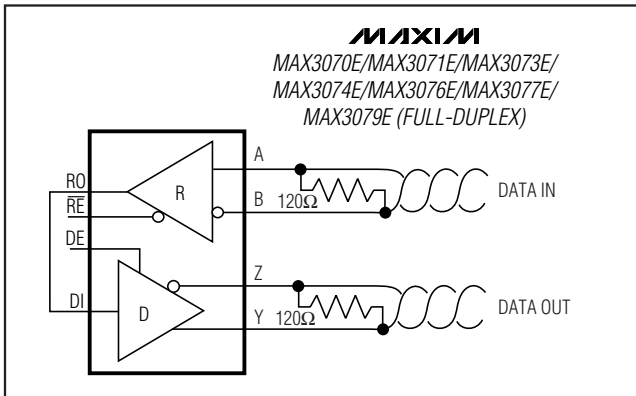 MAXIM
MAX3070E/MAX3071E/MAX3073E/
MAX3074E/MAX3076E/MAX3077E/
MAX3079E (FULL-DUPLEX)
A
RO
R
RE
B
120Ω
DATA IN
DE
Z
DI
D
Y
120Ω
DATA OUT